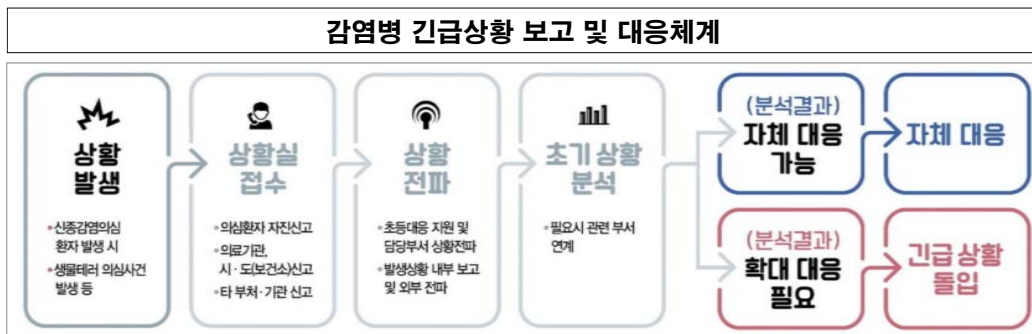 감염병 긴급상황 보고 및 대응체계
상황
발생
•신종감염의심
환자 발생 시
•생물테러 의심사건
발생 등
상황실
접수
•의심환자 자진신고
•의료기관,
시·도(보건소)신고
•타 부처·기관 신고
상황
전파
•초동대응 지원 및
담당부서 상황전파
•발생상황 내부 보고
및 외부 전파
초기 상황
분석
•필요시 관련 부서
연계
(분석결과)
자체 대응
가능
자체 대응
(분석결과)
확대 대응
필요
긴급 상황
돌입